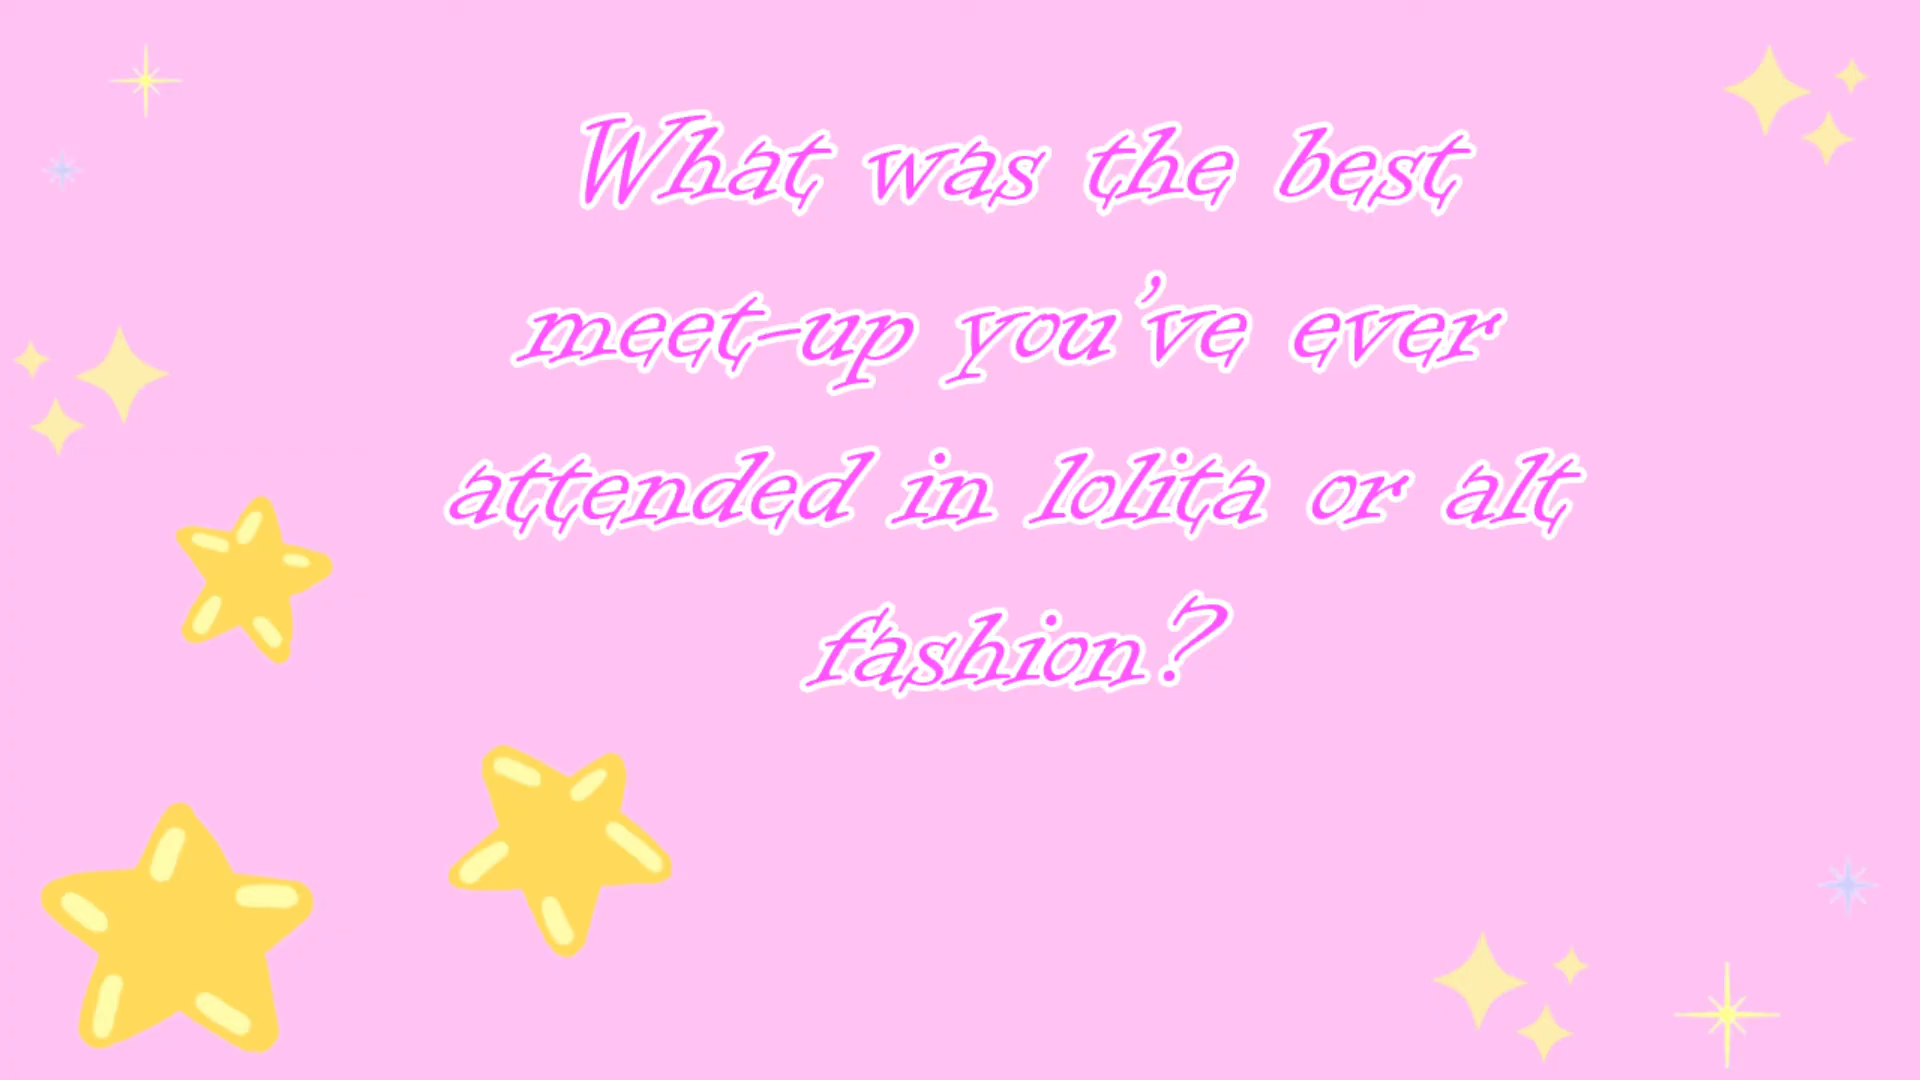 What was the best
meet-up you've ever
attended in lolita or alt
fashion?